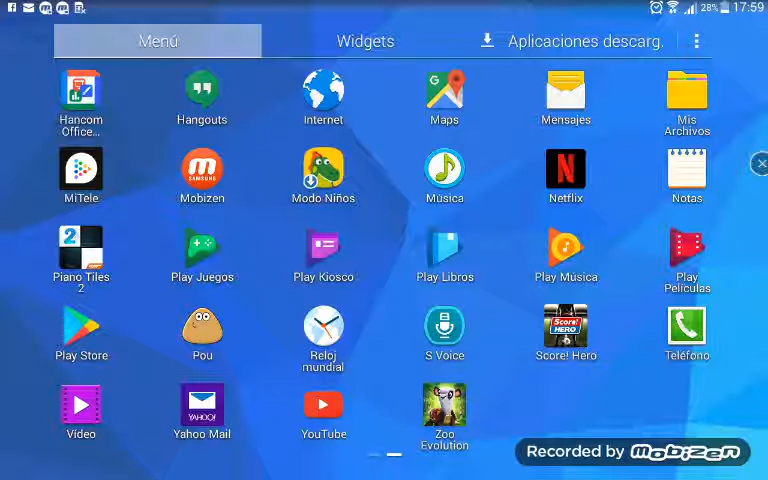 28% 17:59
Menú Widgets Aplicaciones descarg.
Hancom Office... Hangouts Internet Maps Mensajes Mis Archivos
MiTele Mobizen Modo Niños Música Netflix Notas
Piano Tiles 2 Play Juegos Play Kiosco Play Libros Play Música Play Películas
Play Store Pou Reloj mundial S Voice Score! Hero Teléfono
Vídeo Yahoo Mail YouTube Zoo Evolution
Recorded by Mobizen